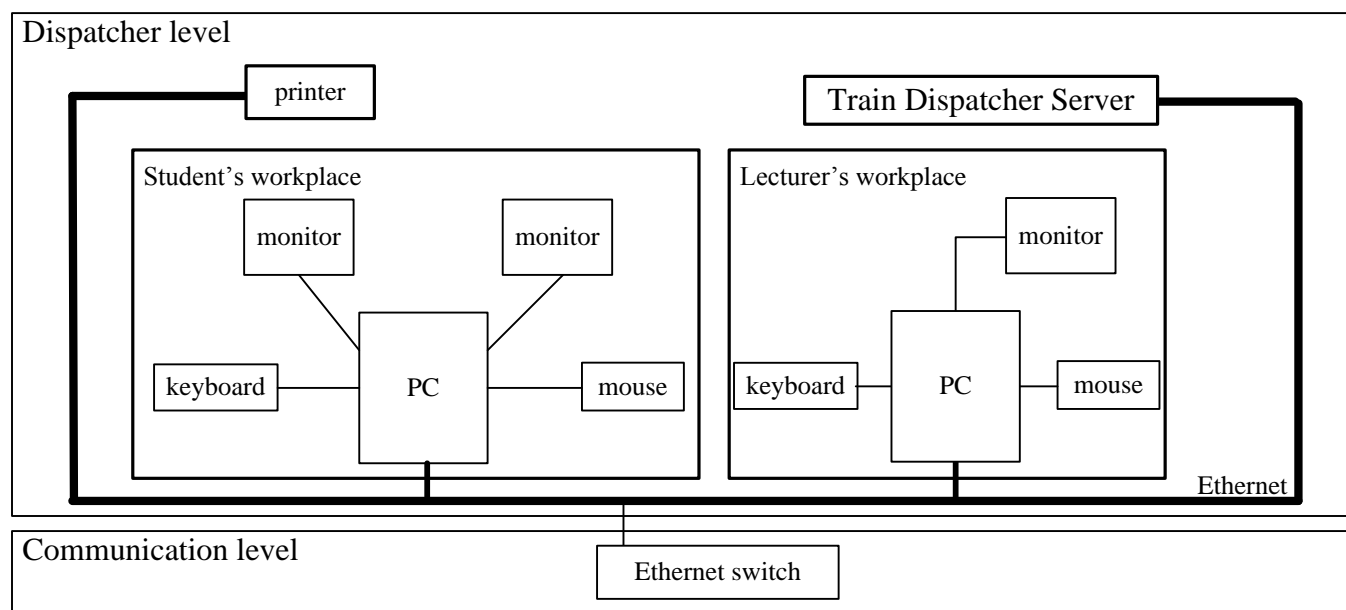 Dispatcher level
printer
Train Dispatcher Server
Student’s workplace
monitor
monitor
keyboard
PC
mouse
Lecturer’s workplace
monitor
keyboard
PC
mouse
Ethernet
Communication level
Ethernet switch